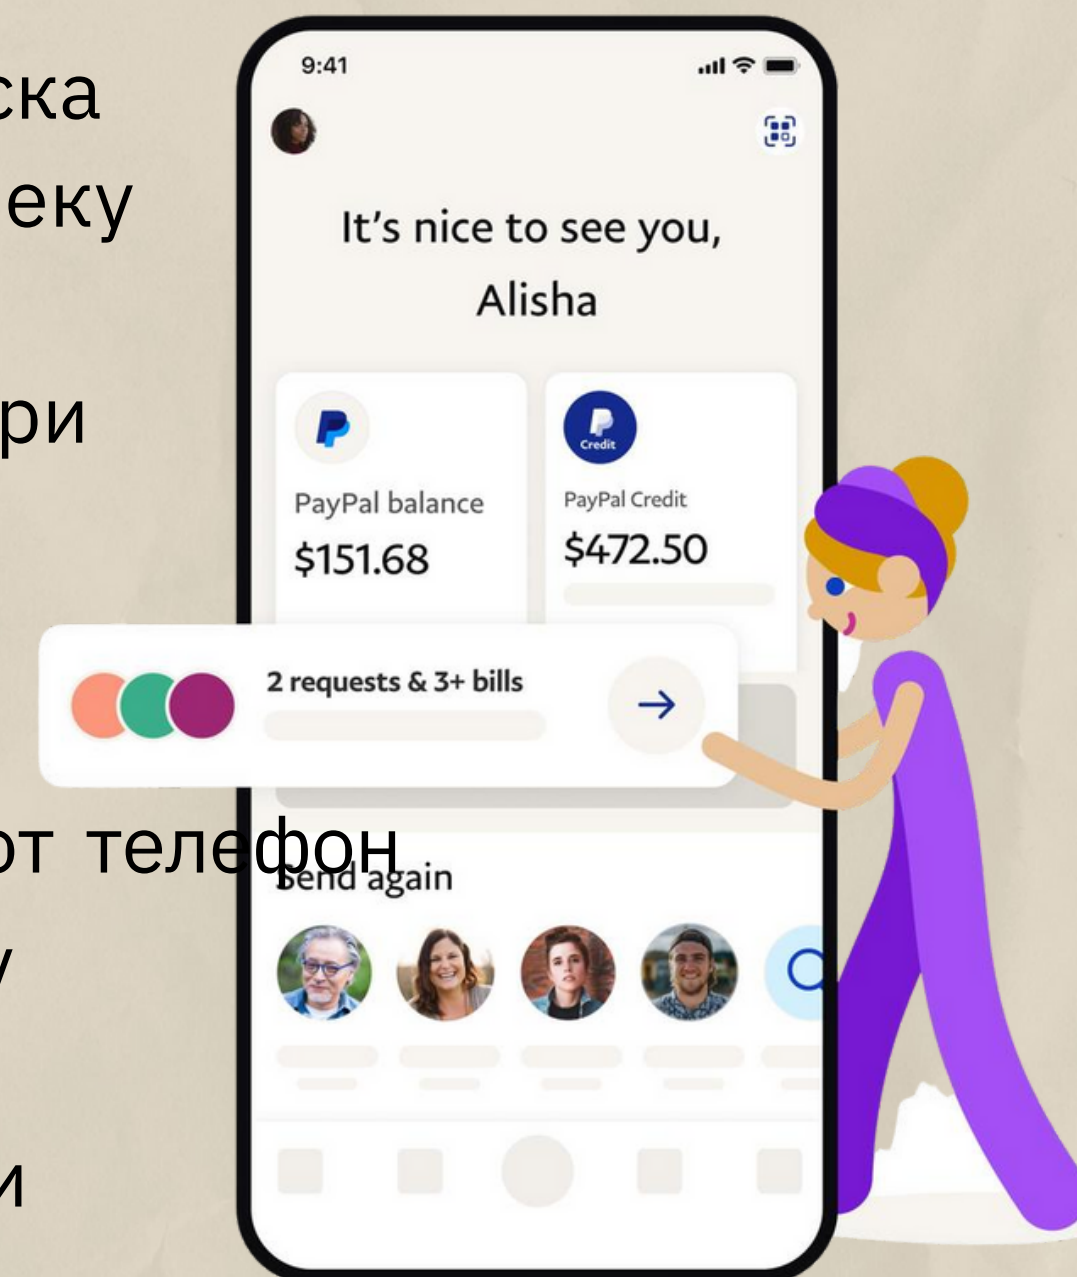 ска
еку
ри
от телефон
у
и
9:41
It's nice to see you,
Alisha
PayPal balance
$151.68
Credit
PayPal Credit
$472.50
2 requests & 3+ bills
Send again